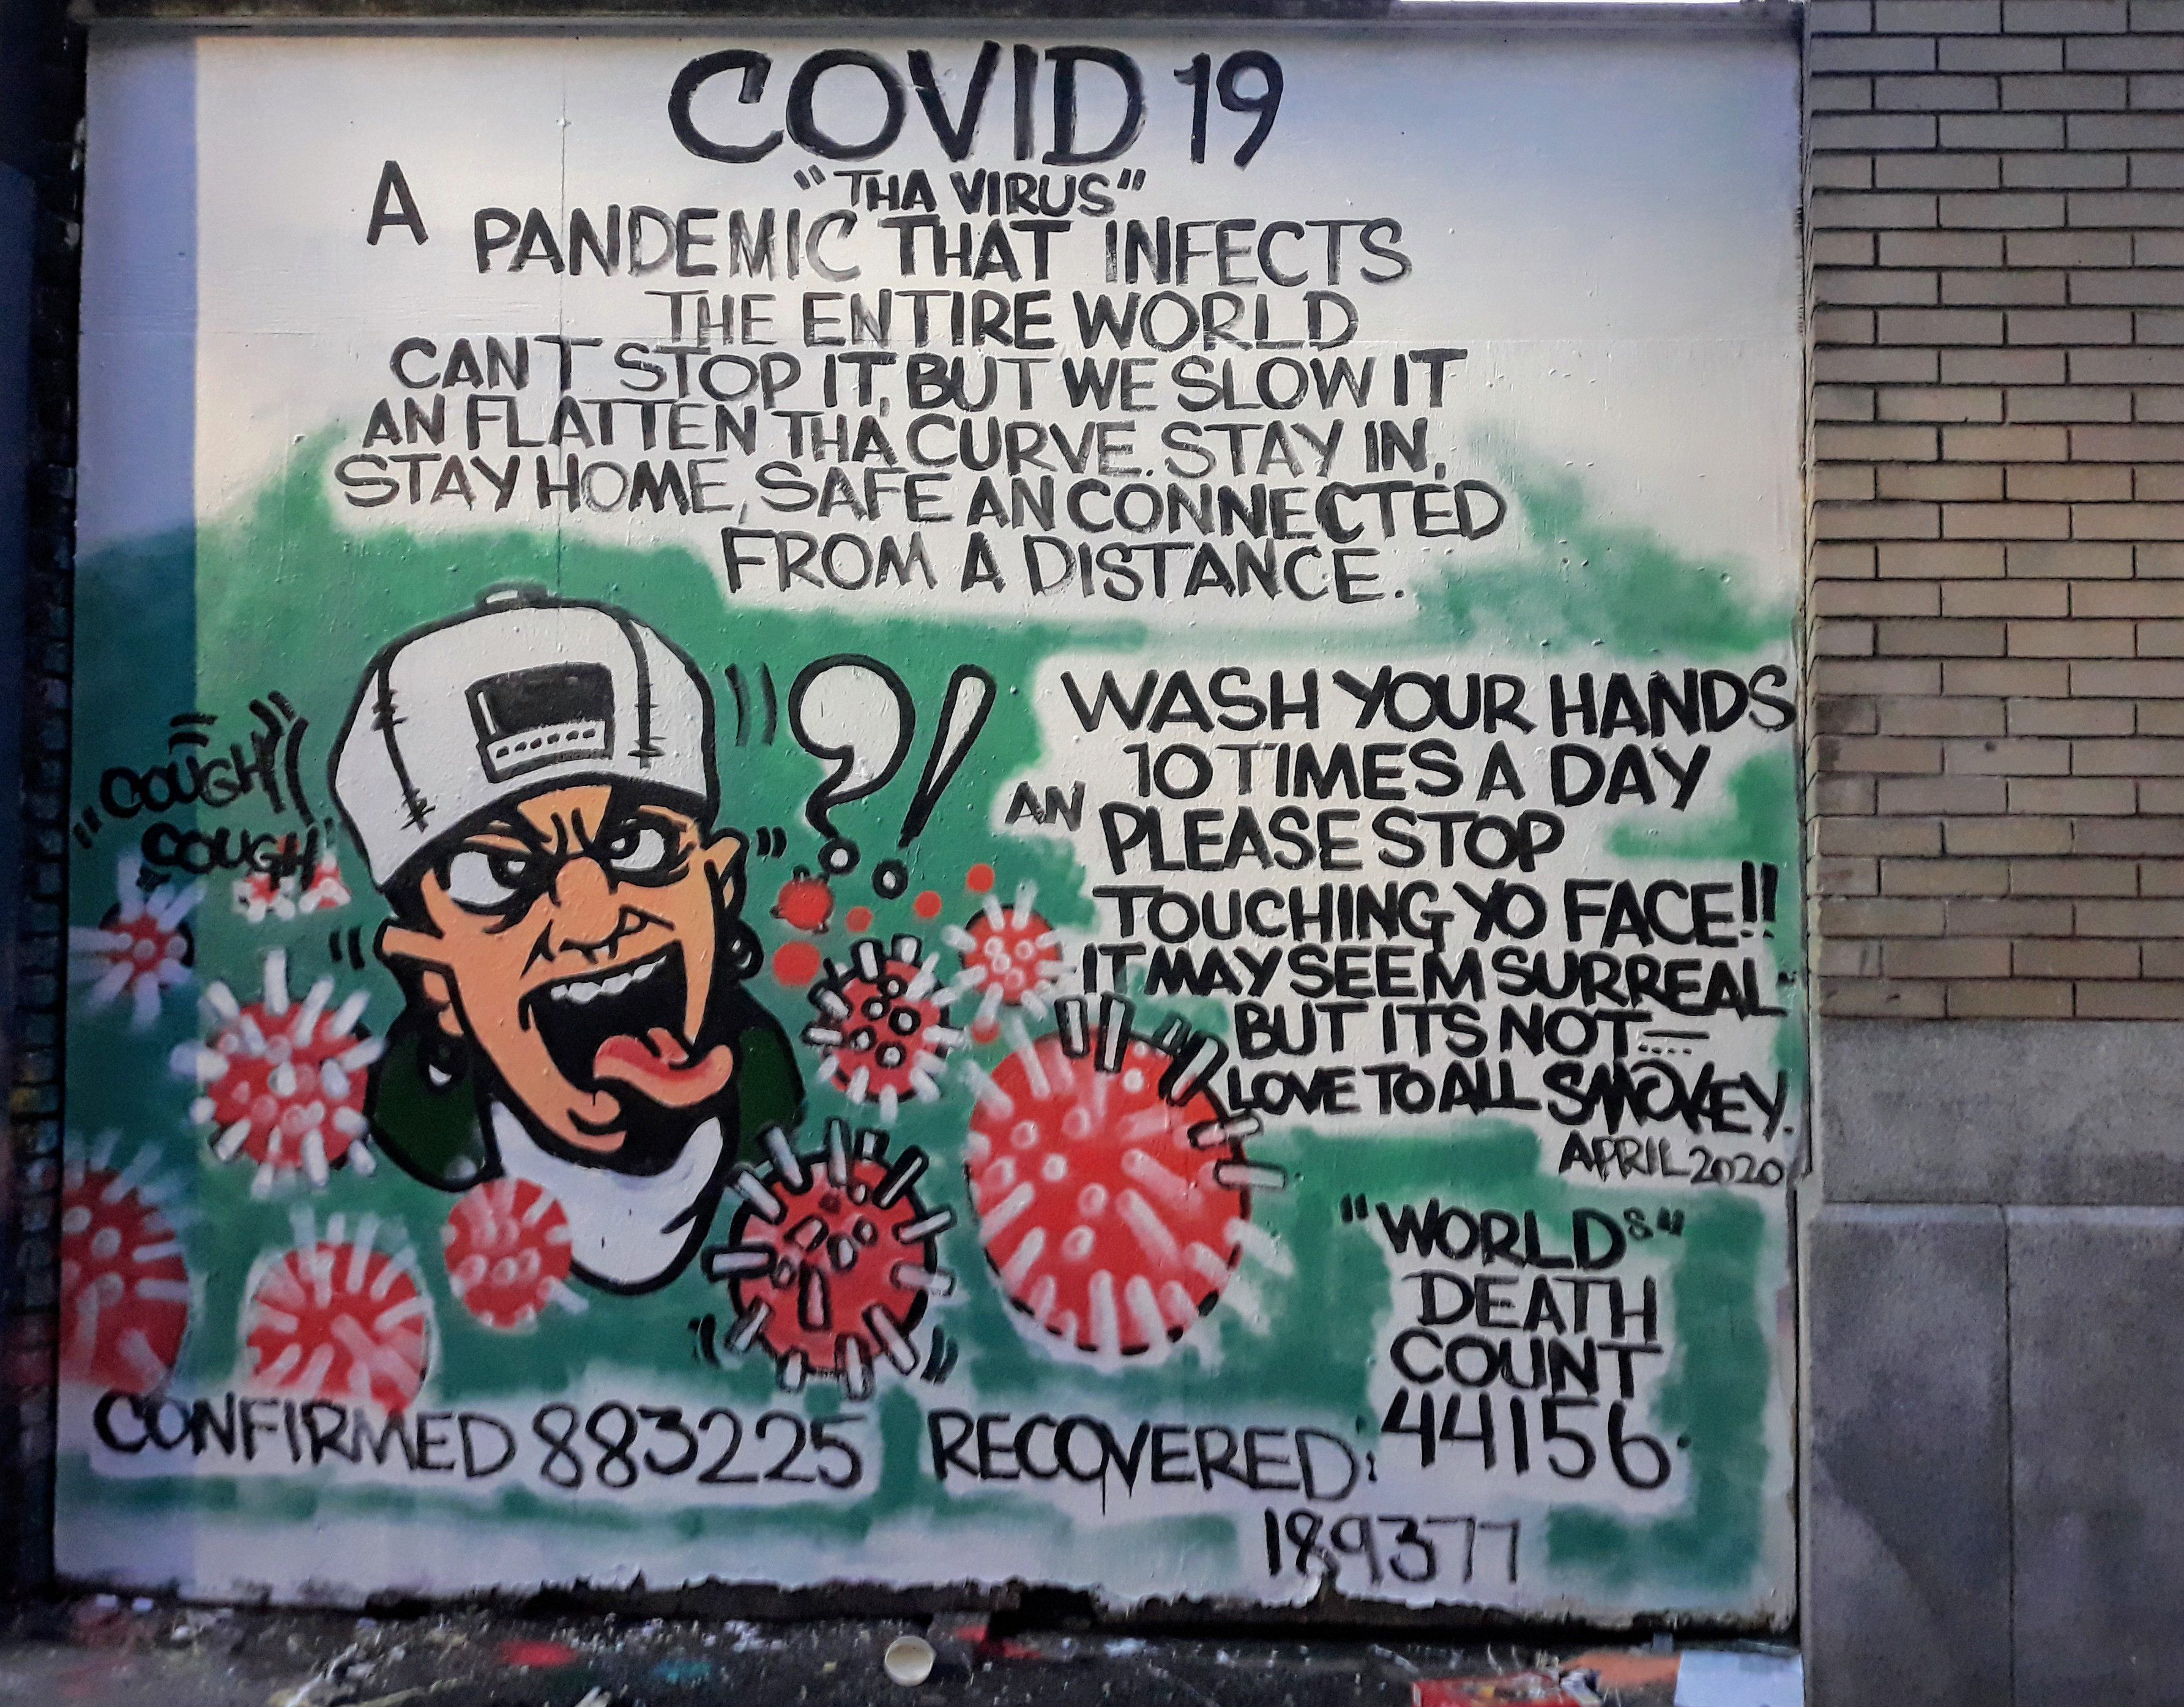 COVID 19
"THA VIRUS"
A PANDEMIC THAT INFECTS
THE ENTIRE WORLD
CAN'T STOP IT, BUT WE SLOW IT
AN FLATTEN THA CURVE. STAY IN,
STAY HOME, SAFE AN CONNECTED
FROM A DISTANCE.
"COUGH
COUGH"
?!
WASH YOUR HANDS
10 TIMES A DAY
AN PLEASE STOP
TOUCHING YO FACE!!
IT MAY SEEM SURREAL
BUT ITS NOT
LOVE TO ALL SMOKEY.
APRIL 2020
"WORLDS"
DEATH
COUNT
44156.
CONFIRMED 883225
RECOVERED:
189377